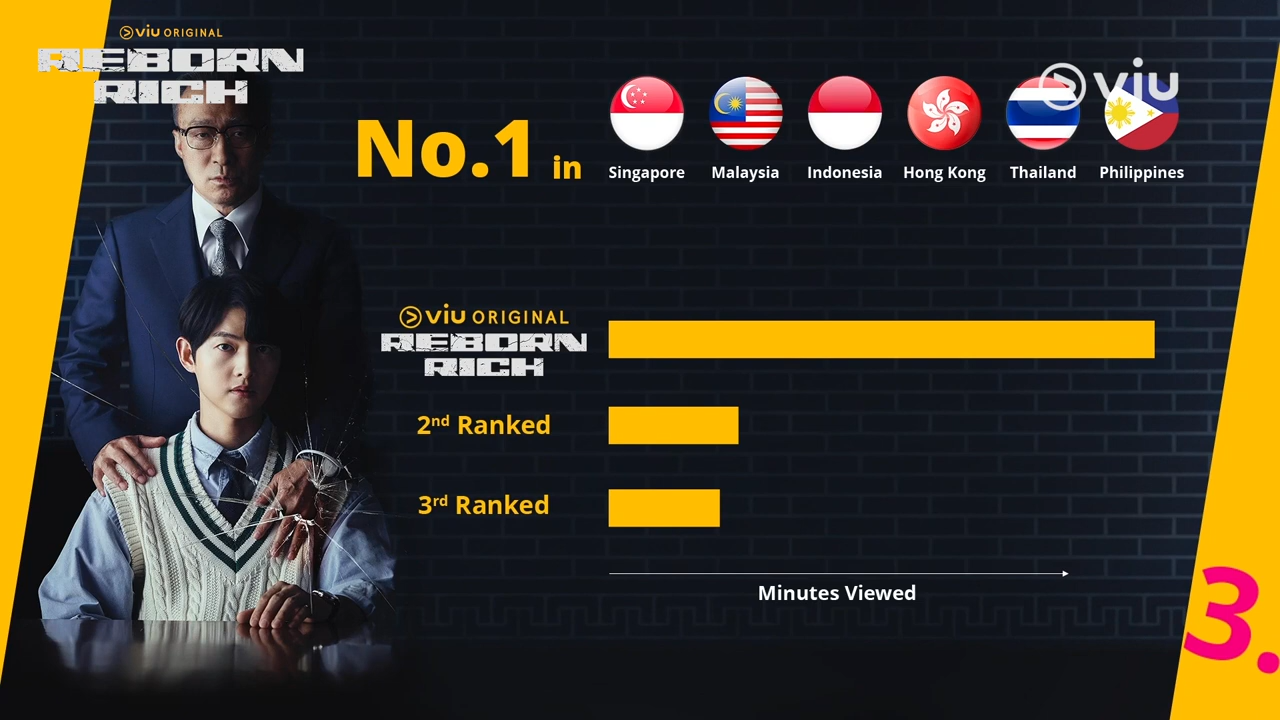 viu ORIGINAL
REBORN
RICH
viu
No.1 in
Singapore
Malaysia
Indonesia
Hong Kong
Thailand
Philippines
viu ORIGINAL
REBORN
RICH
2nd Ranked
3rd Ranked
Minutes Viewed
3.